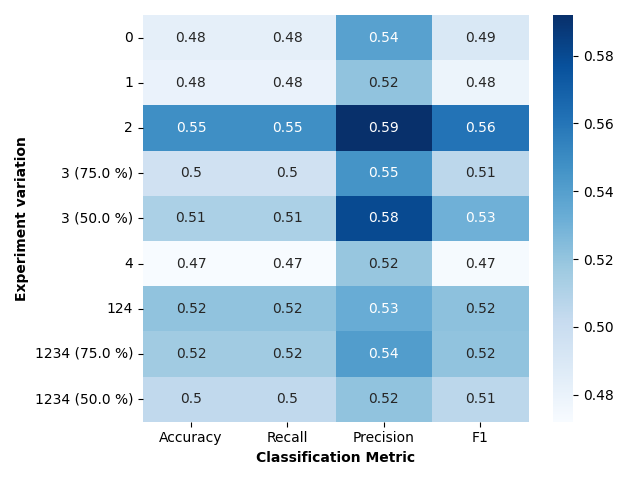 0 0.48 0.48 0.54 0.49
1 0.48 0.48 0.52 0.48
2 0.55 0.55 0.59 0.56
3 (75.0 %) 0.5 0.5 0.55 0.51
3 (50.0 %) 0.51 0.51 0.58 0.53
4 0.47 0.47 0.52 0.47
124 0.52 0.52 0.53 0.52
1234 (75.0 %) 0.52 0.52 0.54 0.52
1234 (50.0 %) 0.5 0.5 0.52 0.51
Accuracy Recall Precision F1
Classification Metric
Experiment variation
0.58
0.56
0.54
0.52
0.50
0.48